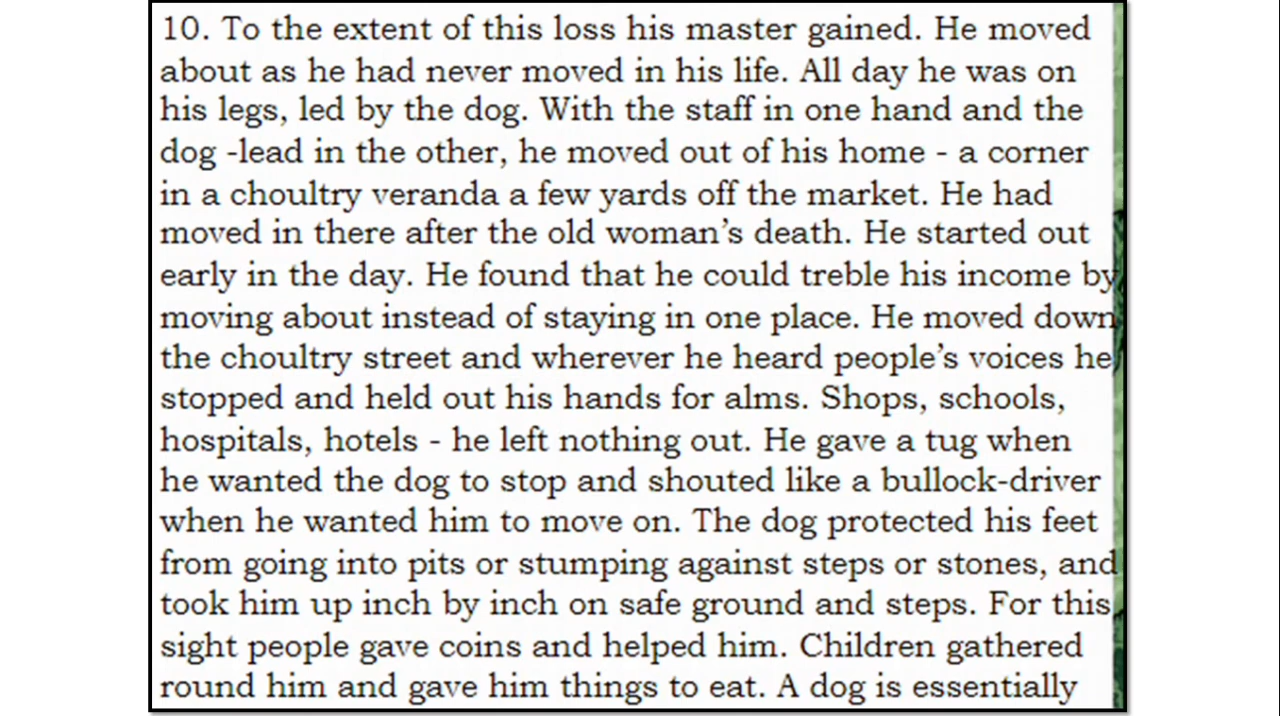 10. To the extent of this loss his master gained. He moved
about as he had never moved in his life. All day he was on
his legs, led by the dog. With the staff in one hand and the
dog -lead in the other, he moved out of his home - a corner
in a choultry veranda a few yards off the market. He had
moved in there after the old woman’s death. He started out
early in the day. He found that he could treble his income by
moving about instead of staying in one place. He moved down
the choultry street and wherever he heard people’s voices he
stopped and held out his hands for alms. Shops, schools,
hospitals, hotels - he left nothing out. He gave a tug when
he wanted the dog to stop and shouted like a bullock-driver
when he wanted him to move on. The dog protected his feet
from going into pits or stumping against steps or stones, and
took him up inch by inch on safe ground and steps. For this
sight people gave coins and helped him. Children gathered
round him and gave him things to eat. A dog is essentially